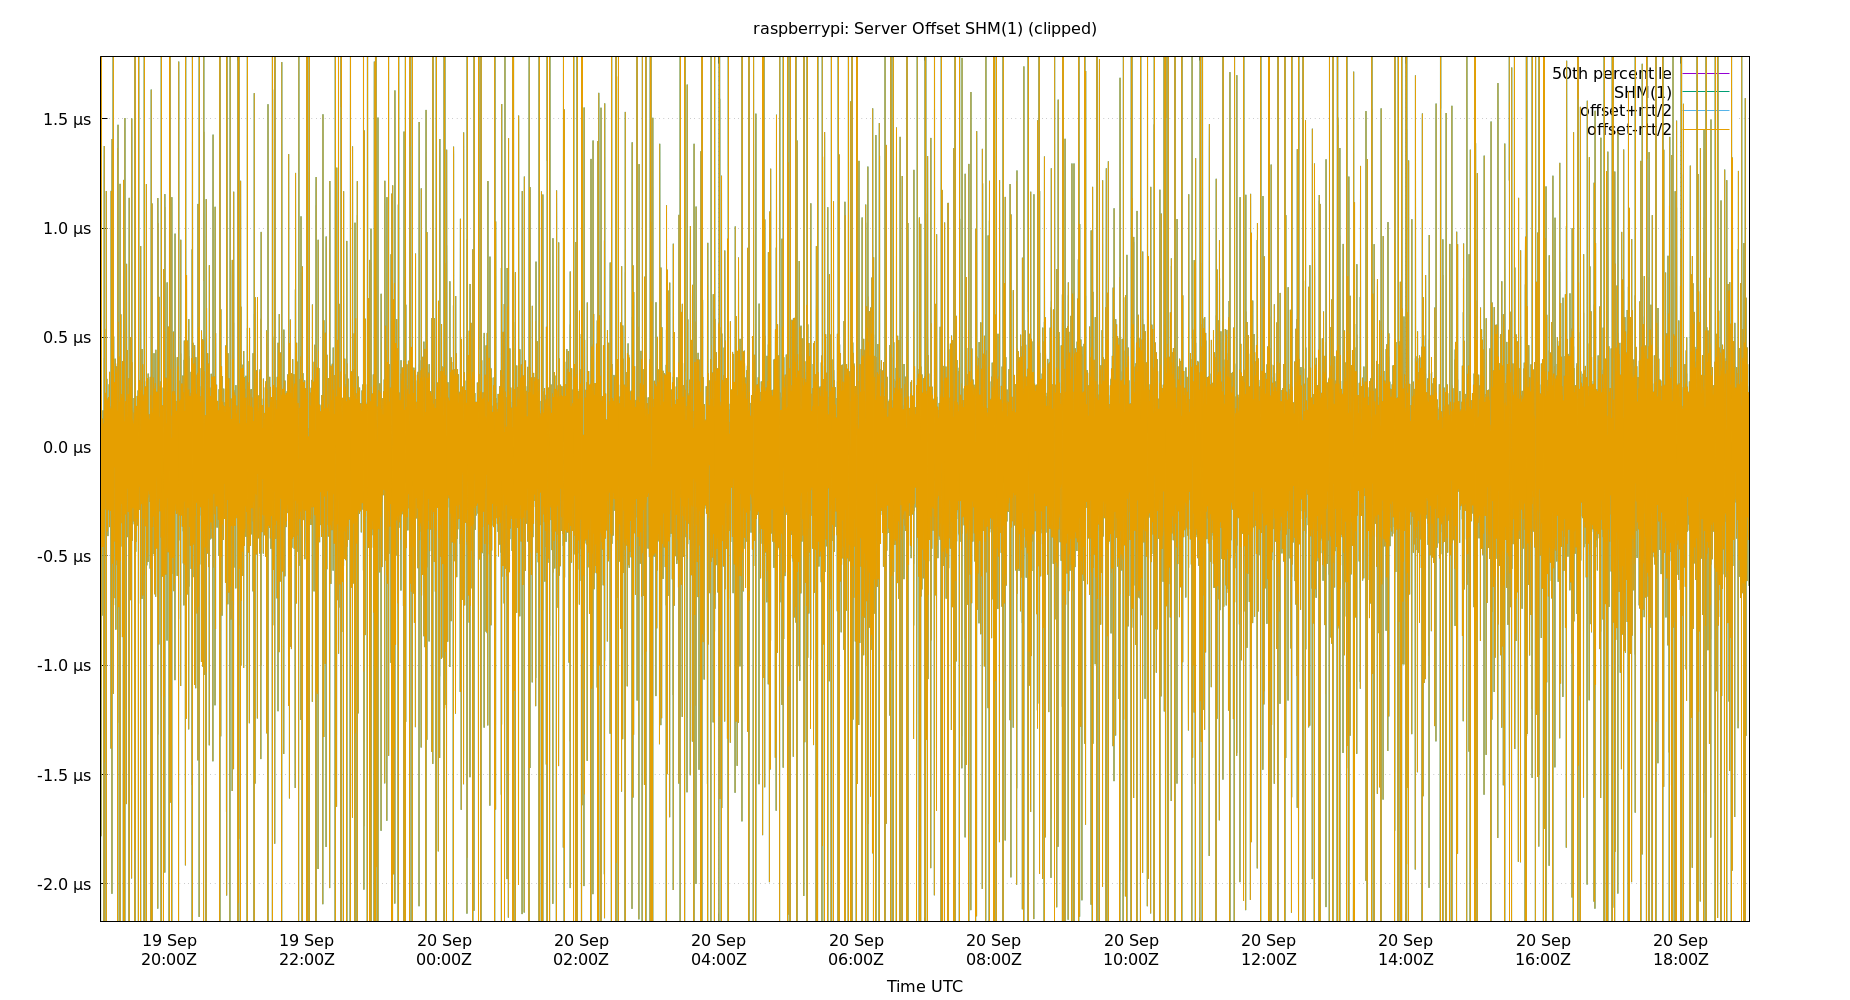 raspberrypi: Server Offset SHM(1) (clipped)
50th percentile
SHM(1)
offset+rtt/2
offset-rtt/2
1.5 µs
1.0 µs
0.5 µs
0.0 µs
-0.5 µs
-1.0 µs
-1.5 µs
-2.0 µs
19 Sep 19 Sep 20 Sep 20 Sep 20 Sep 20 Sep 20 Sep 20 Sep 20 Sep 20 Sep 20 Sep 20 Sep
20:00Z 22:00Z 00:00Z 02:00Z 04:00Z 06:00Z 08:00Z 10:00Z 12:00Z 14:00Z 16:00Z 18:00Z
Time UTC